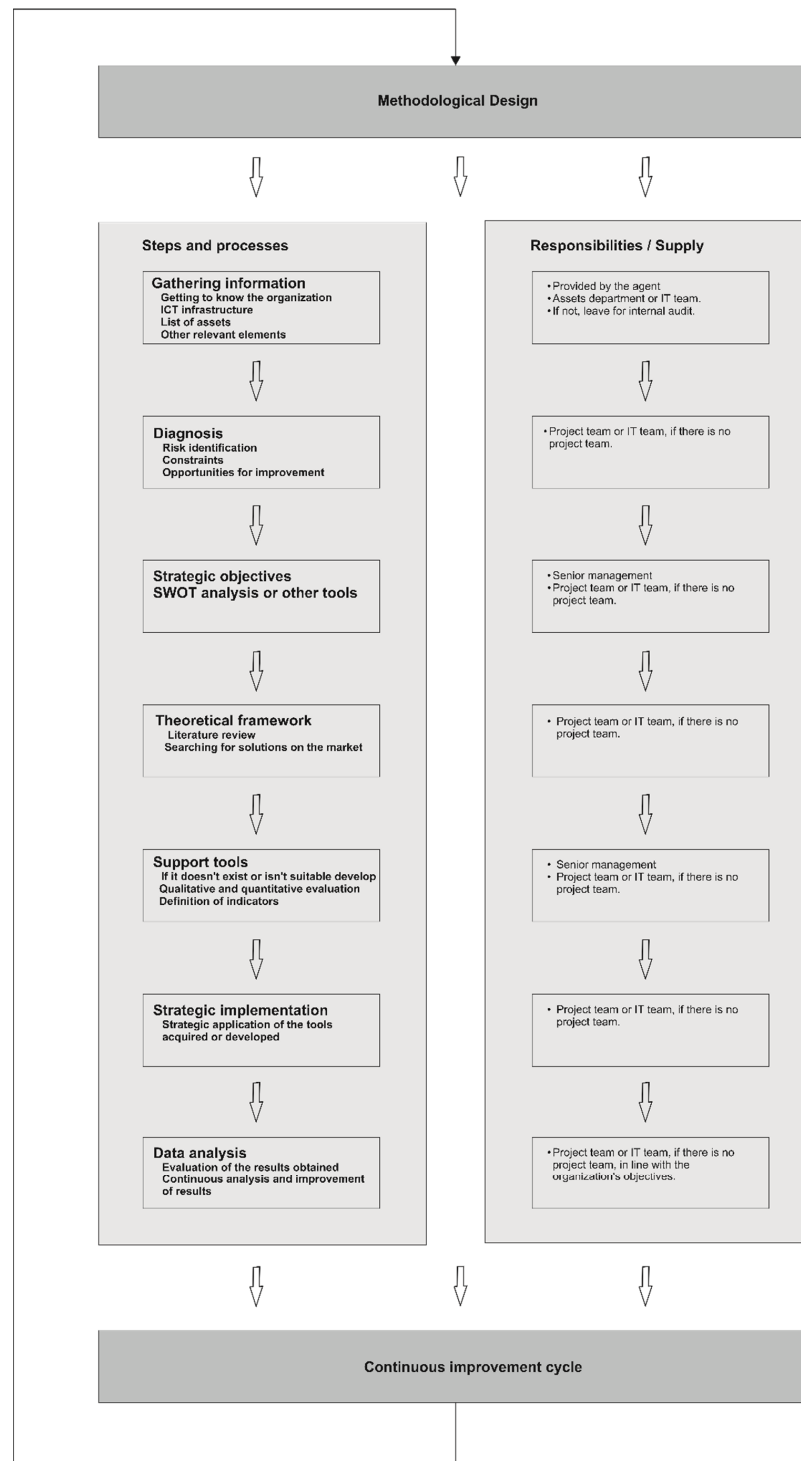 Methodological Design
Steps and processes
Gathering information
Getting to know the organization
ICT infrastructure
List of assets
Other relevant elements
Diagnosis
Risk identification
Constraints
Opportunities for improvement
Strategic objectives
SWOT analysis or other tools
Theoretical framework
Literature review
Searching for solutions on the market
Support tools
If it doesn't exist or isn't suitable develop
Qualitative and quantitative evaluation
Definition of indicators
Strategic implementation
Strategic application of the tools
acquired or developed
Data analysis
Evaluation of the results obtained
Continuous analysis and improvement
of results
Responsibilities / Supply
•Provided by the agent
•Assets department or IT team.
•If not, leave for internal audit.
•Project team or IT team, if there is no
project team.
•Senior management
•Project team or IT team, if there is no
project team.
• Project team or IT team, if there is no
project team.
• Senior management
• Project team or IT team, if there is no
project team.
• Project team or IT team, if there is no
project team.
•Project team or IT team, if there is no
project team, in line with the
organization's objectives.
Continuous improvement cycle